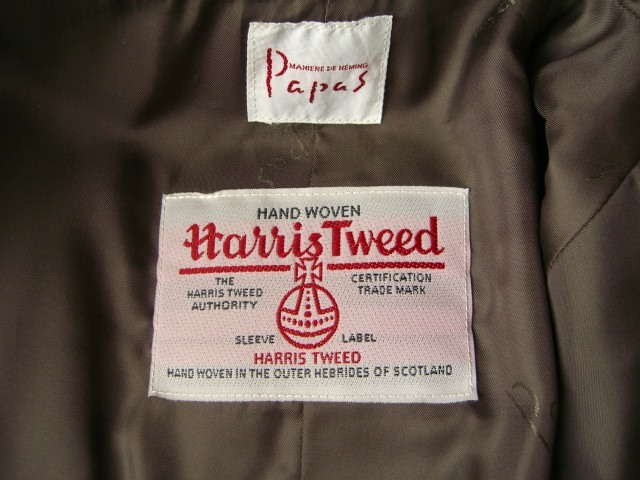 MANIERE DE HEMING
Papas
HAND WOVEN
Harris Tweed
THE
HARRIS TWEED
AUTHORITY
CERTIFICATION
TRADE MARK
SLEEVE LABEL
HARRIS TWEED
HAND WOVEN IN THE OUTER HEBRIDES OF SCOTLAND